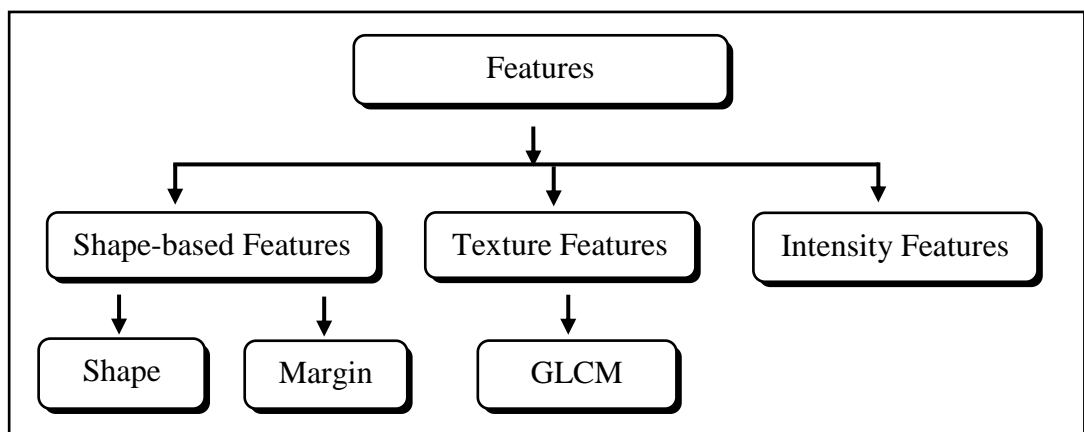 Features
Shape-based Features
Texture Features
Intensity Features
Shape
Margin
GLCM